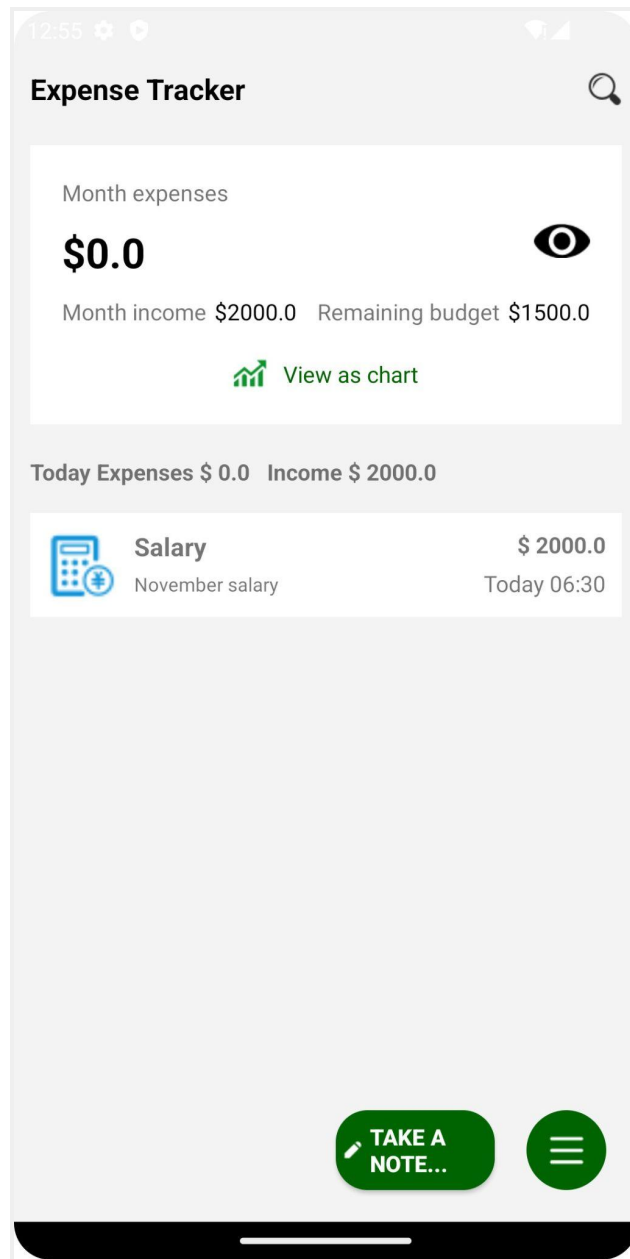 12:55
Expense Tracker
Month expenses
$0.0
Month income $2000.0 Remaining budget $1500.0
View as chart
Today Expenses $ 0.0 Income $ 2000.0
Salary $ 2000.0
¥ November salary Today 06:30
TAKE A
NOTE...